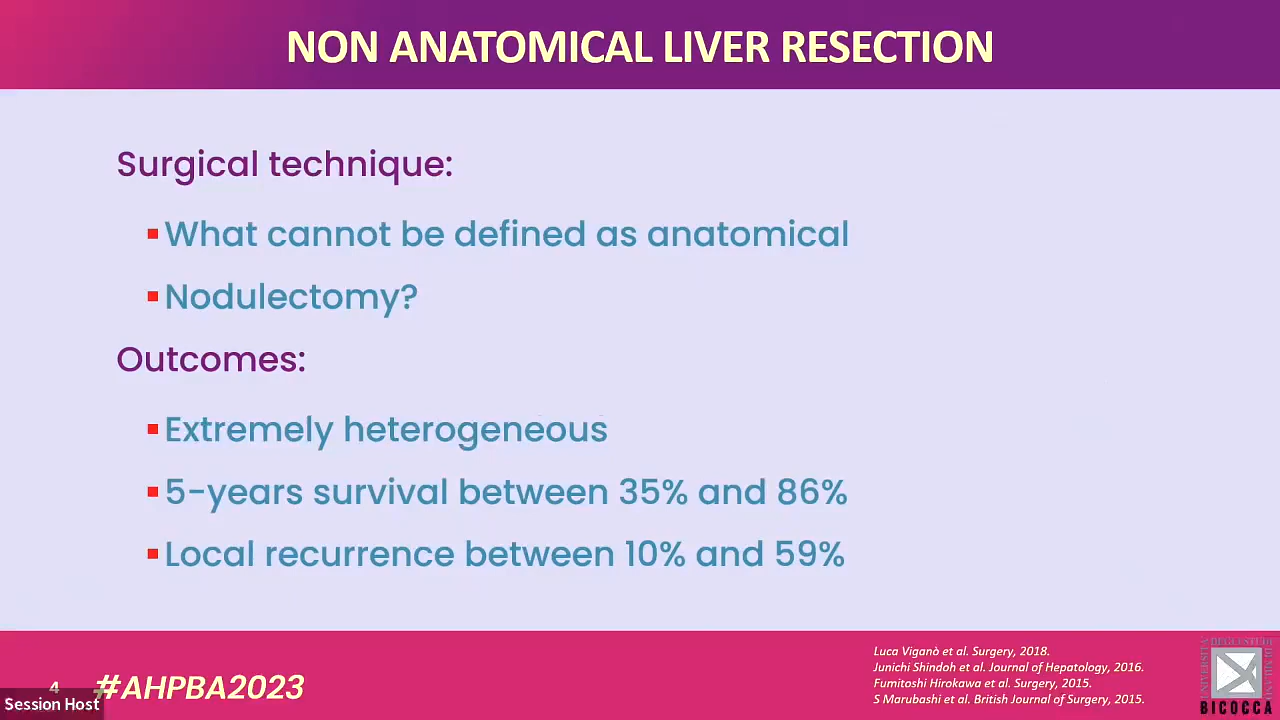 NON ANATOMICAL LIVER RESECTION
Surgical technique:
What cannot be defined as anatomical
Nodulectomy?
Outcomes:
Extremely heterogeneous
5-years survival between 35% and 86%
Local recurrence between 10% and 59%
Luca Viganò et al. Surgery, 2018.
Junichi Shindoh et al. Journal of Hepatology, 2016.
Fumitoshi Hirokawa et al. Surgery, 2015.
S Marubashi et al. British Journal of Surgery, 2015.
4
#AHPBA2023
Session Host
BICOCCA